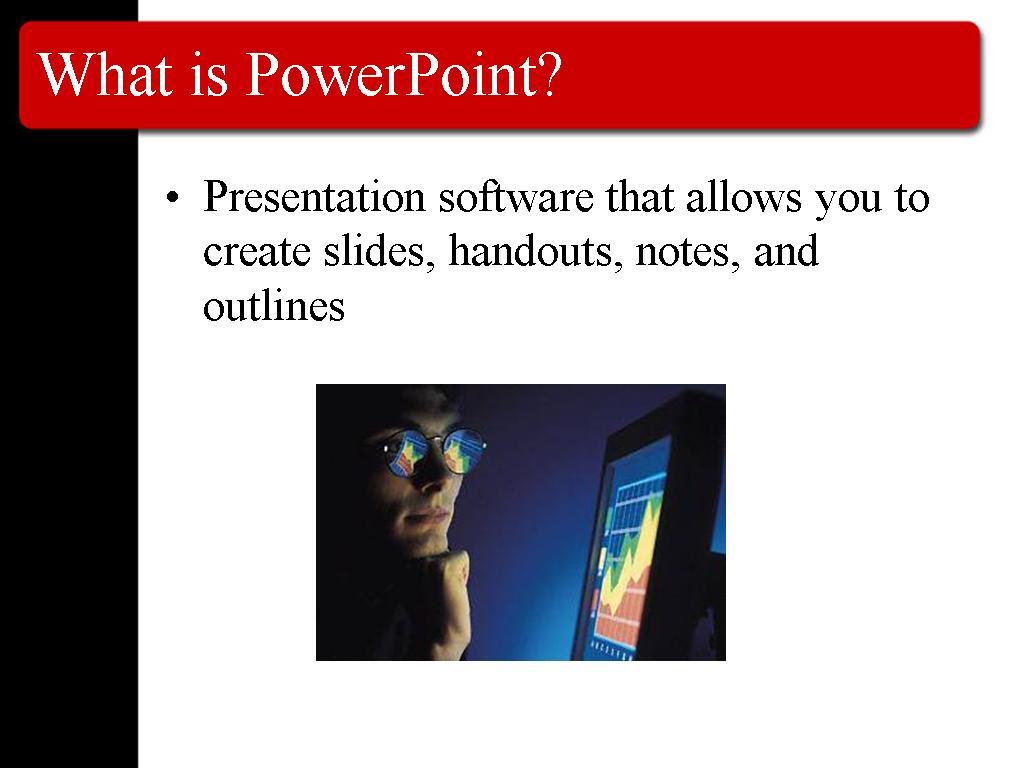 What is PowerPoint?
• Presentation software that allows you to
create slides, handouts, notes, and
outlines